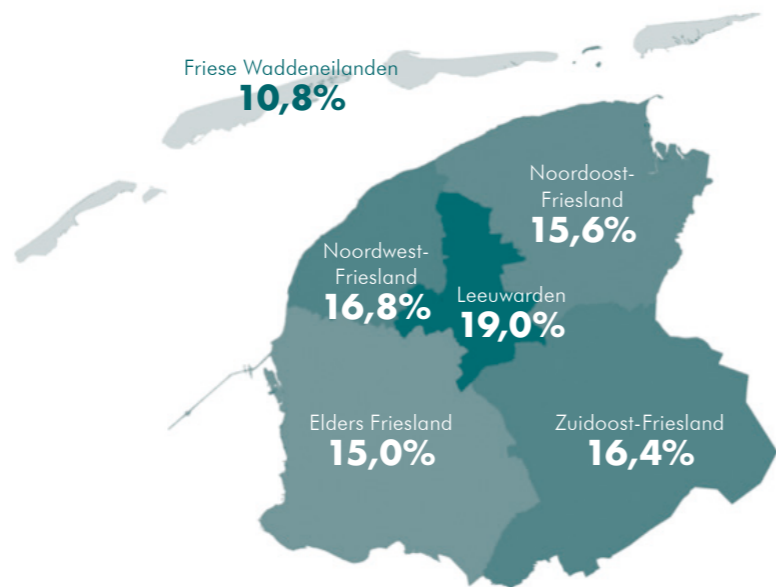 Friese Waddeneilanden
10,8%
Noordoost-
Friesland
15,6%
Noordwest-
Friesland
16,8%
Leeuwarden
19,0%
Elders Friesland
15,0%
Zuidoost-Friesland
16,4%